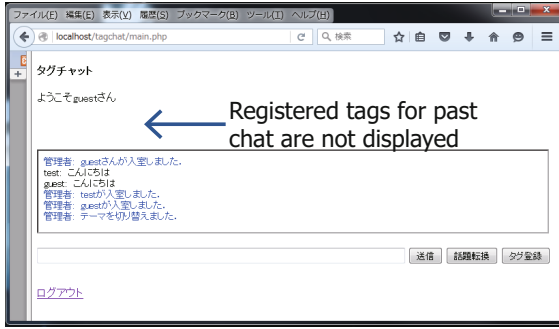 ファイル(F) 編集(E) 表示(V) 履歴(S) ブックマーク(B) ツール(T) ヘルプ(H)
localhost/tagchat/main.php
検索
タグチャット
ようこそguestさん
Registered tags for past
chat are not displayed
管理者: guestさんが入室しました.
test: こんにちは
guest: こんにちは
管理者: testが入室しました.
管理者: guestが入室しました.
管理者: テーマを切り替えました.
送信 話題転換 タグ登録
ログアウト